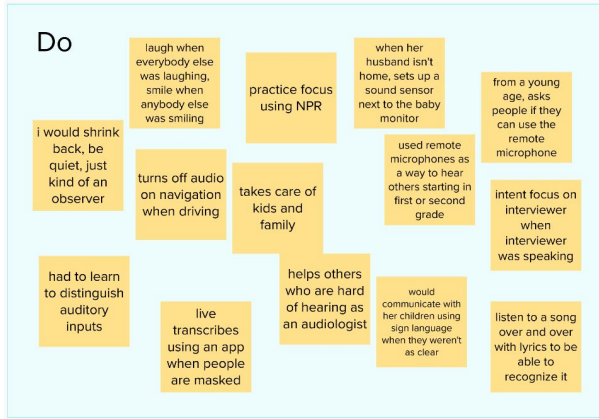 Do
laugh when
everybody else
was laughing,
smile when
anybody else
was smiling
practice focus
using NPR
when her
husband isn't
home, sets up a
sound sensor
next to the baby
monitor
from a young
age, asks
people if they
can use the
remote
microphone
i would shrink
back, be
quiet, just
kind of an
observer
turns off audio
on navigation
when driving
takes care of
kids and
family
used remote
microphones as
a way to hear
others starting in
first or second
grade
intent focus on
interviewer
when
interviewer
was speaking
had to learn
to distinguish
auditory
inputs
live
transcribes
using an app
when people
are masked
helps others
who are hard
of hearing as
an audiologist
would
communicate with
her children using
sign language
when they weren't
as clear
listen to a song
over and over
with lyrics to be
able to
recognize it